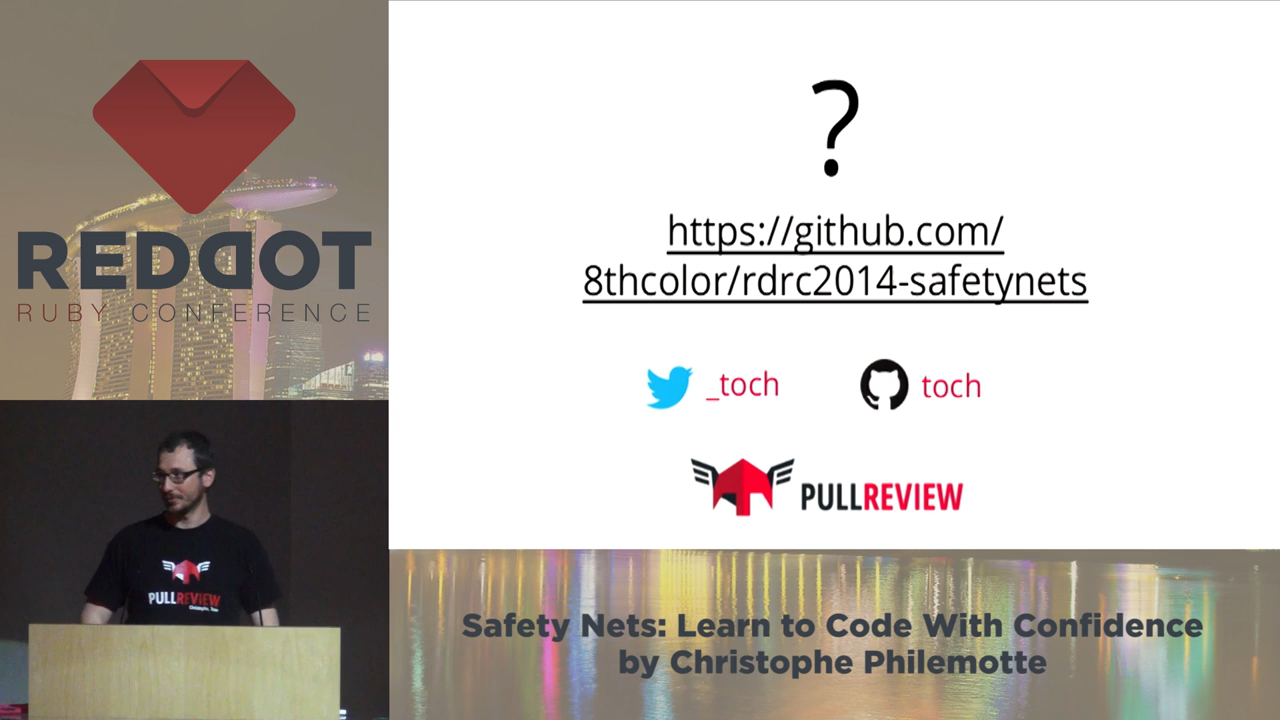 REDDOT
RUBY CONFERENCE
?
https://github.com/
8thcolor/rdrc2014-safetynets
_toch
toch
PULLREVIEW
PULLREVIEW
Safety Nets: Learn to Code With Confidence
by Christophe Philemotte